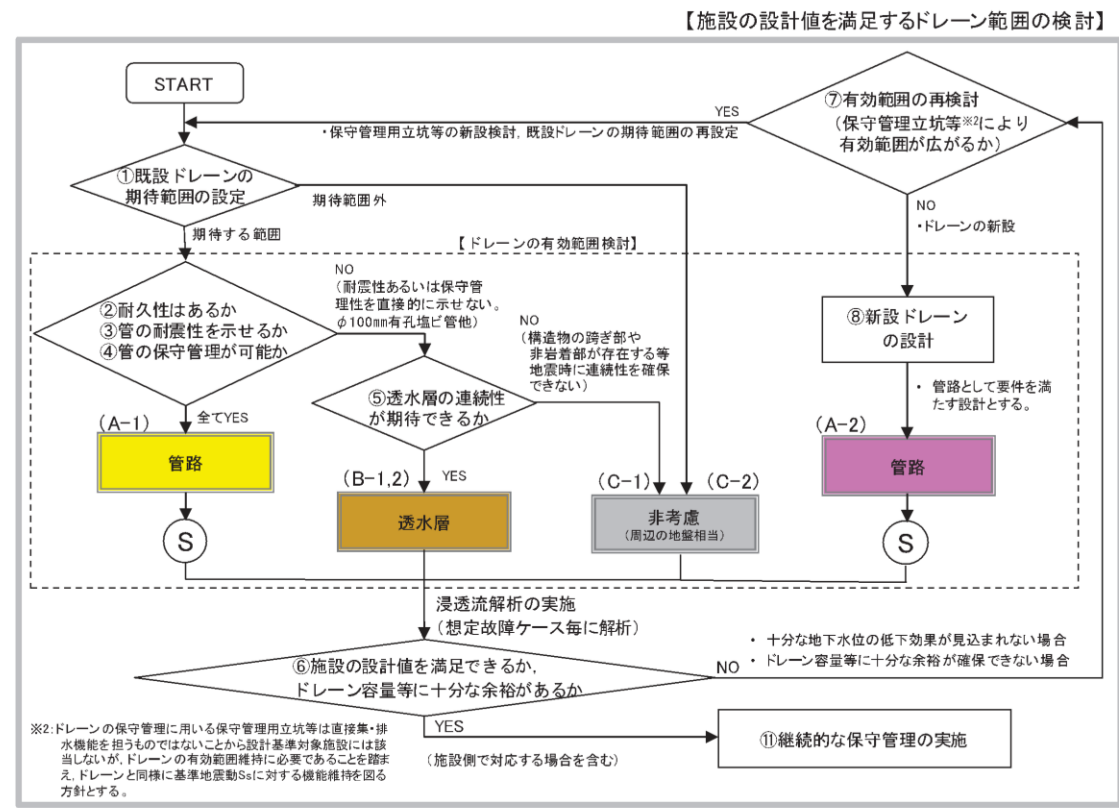 【施設の設計値を満足するドレーン範囲の検討】
START
YES
・保守管理用立坑等の新設検討，既設ドレーンの期待範囲の再設定
⑦有効範囲の再検討
（保守管理立坑等※2により
有効範囲が広がるか）
①既設ドレーンの
期待範囲の設定
期待範囲外
期待する範囲
NO
・ドレーンの新設
【ドレーンの有効範囲検討】
②耐久性はあるか
③管の耐震性を示せるか
④管の保守管理が可能か
NO
（耐震性あるいは保守管
理性を直接的に示せない。
φ100mm有孔塩ビ管他）
NO
（構造物の跨ぎ部や
非岩着部が存在する等
地震時に連続性を確保
できない）
⑤透水層の連続性
が期待できるか
⑧新設ドレーン
の設計
・ 管路として要件を満
たす設計とする。
（A-1）
全てYES
管路
（B-1,2）
YES
透水層
（C-1）
（C-2）
非考慮
（周辺の地盤相当）
（A-2）
管路
S
S
浸透流解析の実施
（想定故障ケース毎に解析）
⑥施設の設計値を満足できるか，
ドレーン容量等に十分な余裕があるか
NO
・ 十分な地下水位の低下効果が見込まれない場合
・ ドレーン容量等に十分な余裕が確保できない場合
YES
（施設側で対応する場合を含む）
⑪継続的な保守管理の実施
※2:ドレーンの保守管理に用いる保守管理用立坑等は直接集・排
水機能を担うものではないことから設計基準対象施設には該
当しないが，ドレーンの有効範囲維持に必要であることを踏ま
え，ドレーンと同様に基準地震動Ssに対する機能維持を図る
方針とする。